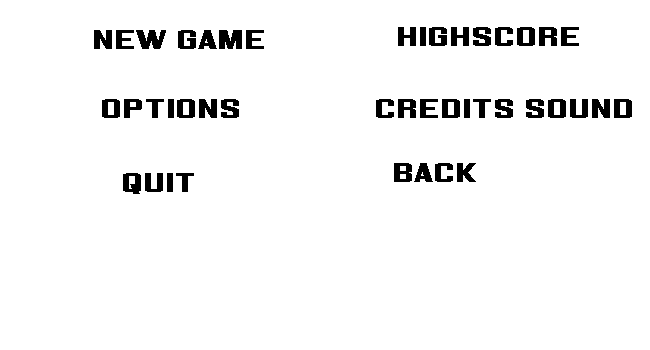 NEW GAME
HIGHSCORE
OPTIONS
CREDITS SOUND
QUIT
BACK